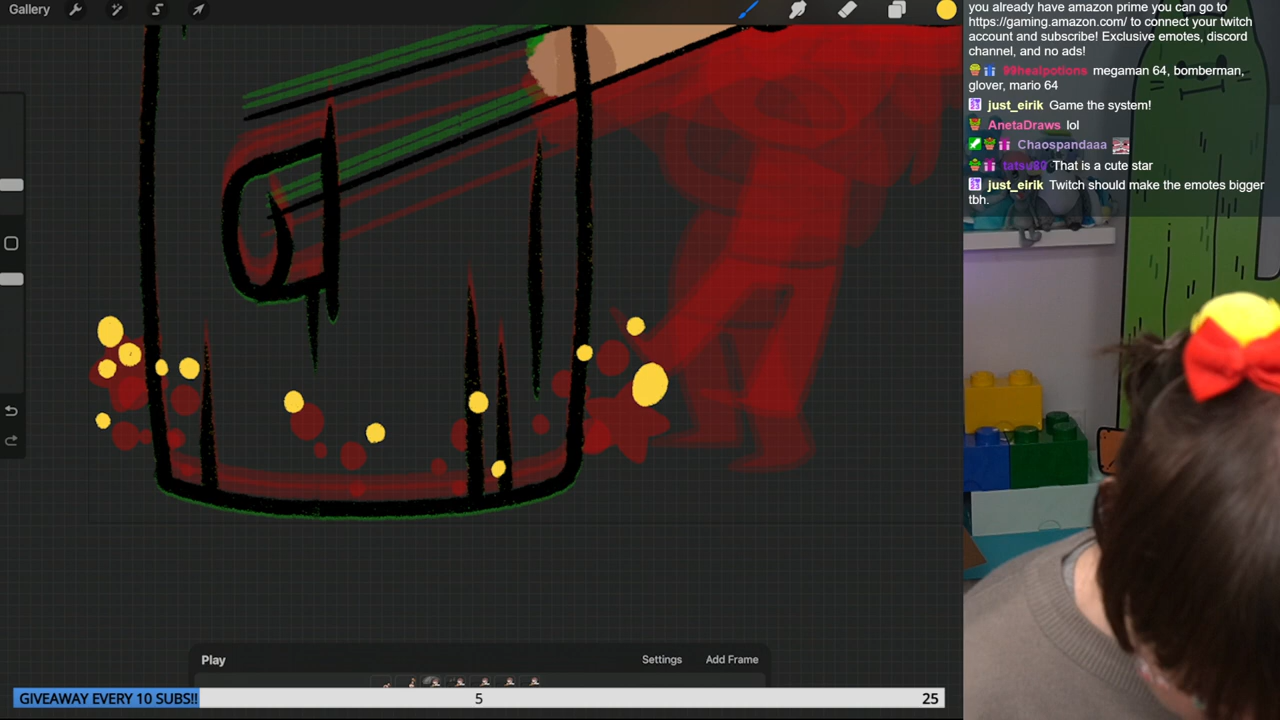 Gallery
you already have amazon prime you can go to
https://gaming.amazon.com/ to connect your twitch
account and subscribe! Exclusive emotes, discord
channel, and no ads!
99healpotions megaman 64, bomberman,
glover, mario 64
just_eirik Game the system!
AnetaDraws lol
Chaospandaaa
tatsu89 That is a cute star
just_eirik Twitch should make the emotes bigger
tbh.
Play
Settings
Add Frame
GIVEAWAY EVERY 10 SUBS!!
5
25